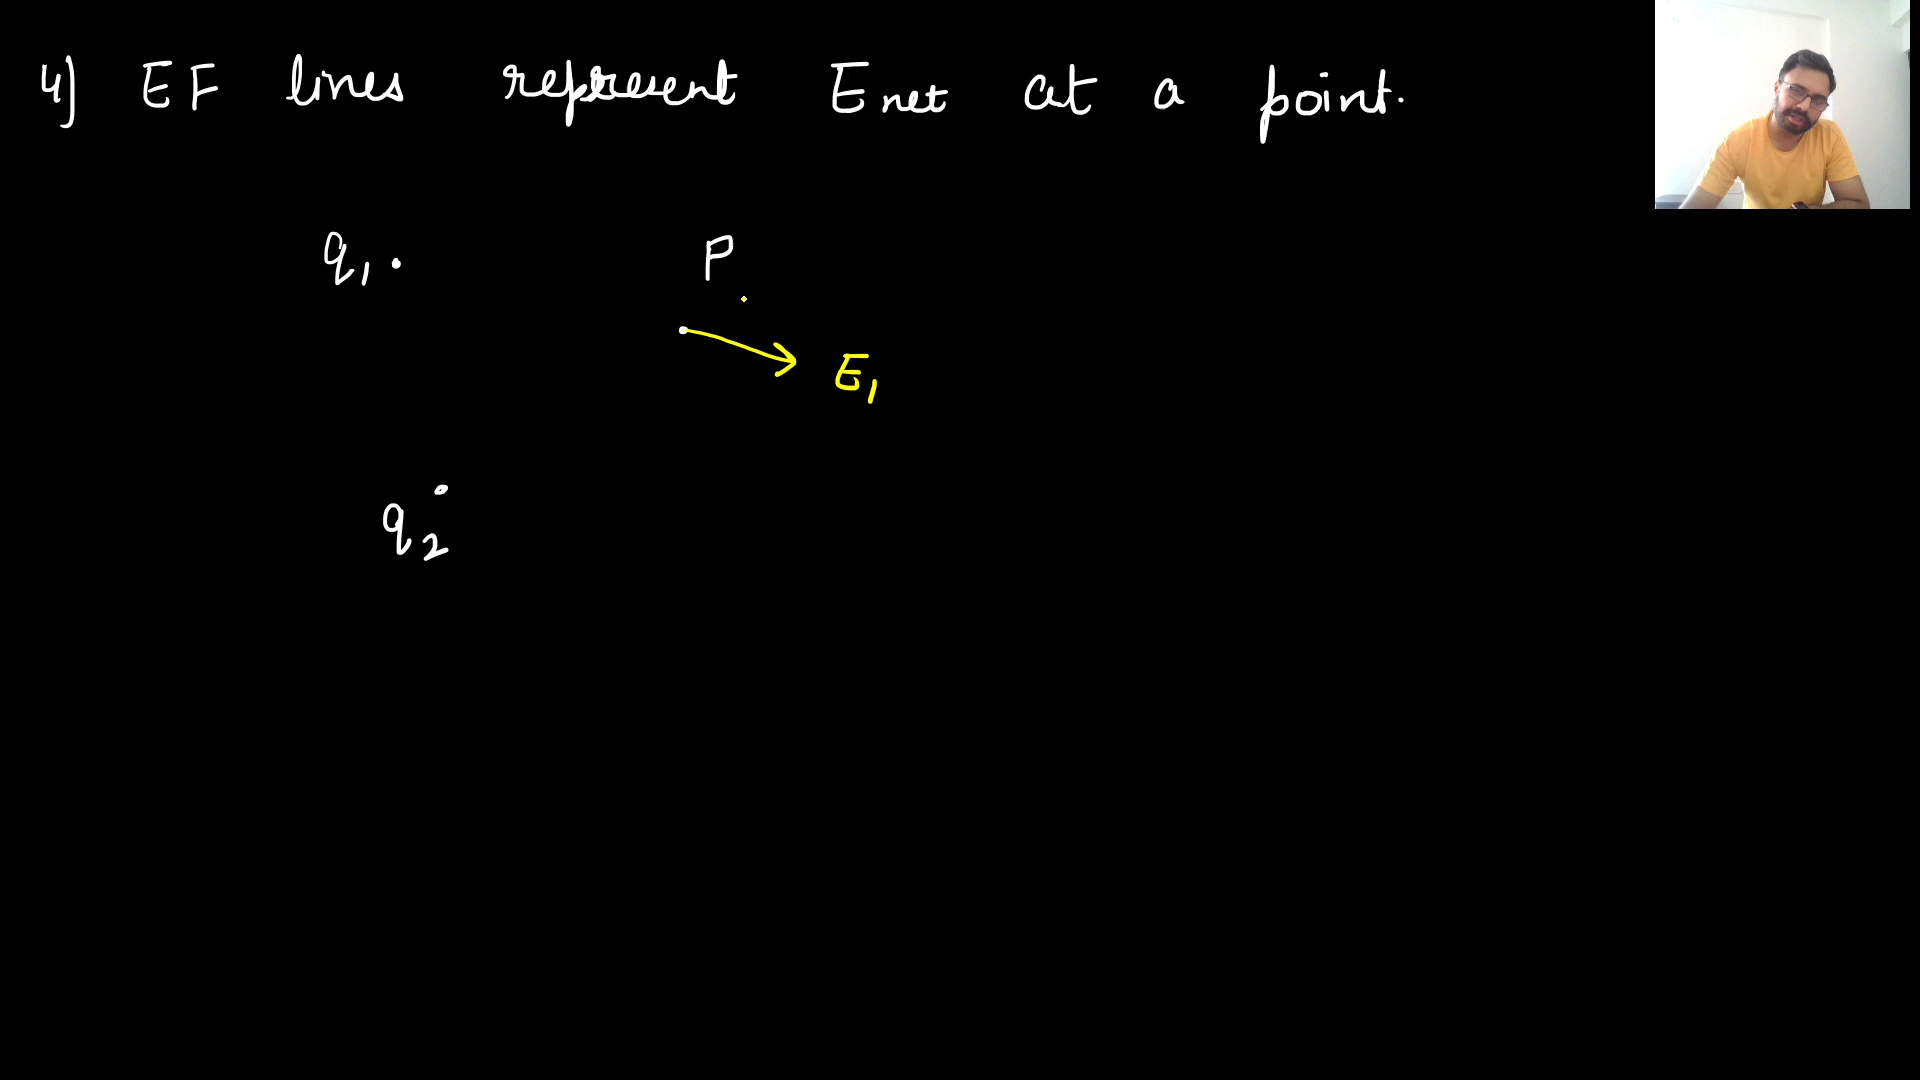 4) EF lines represent Enet at a point.
q1 . P
E1
q2